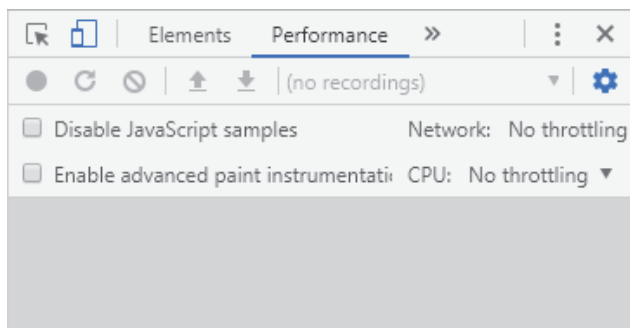 Elements Performance »
(no recordings)
Disable JavaScript samples Network: No throttling
Enable advanced paint instrumentati CPU: No throttling